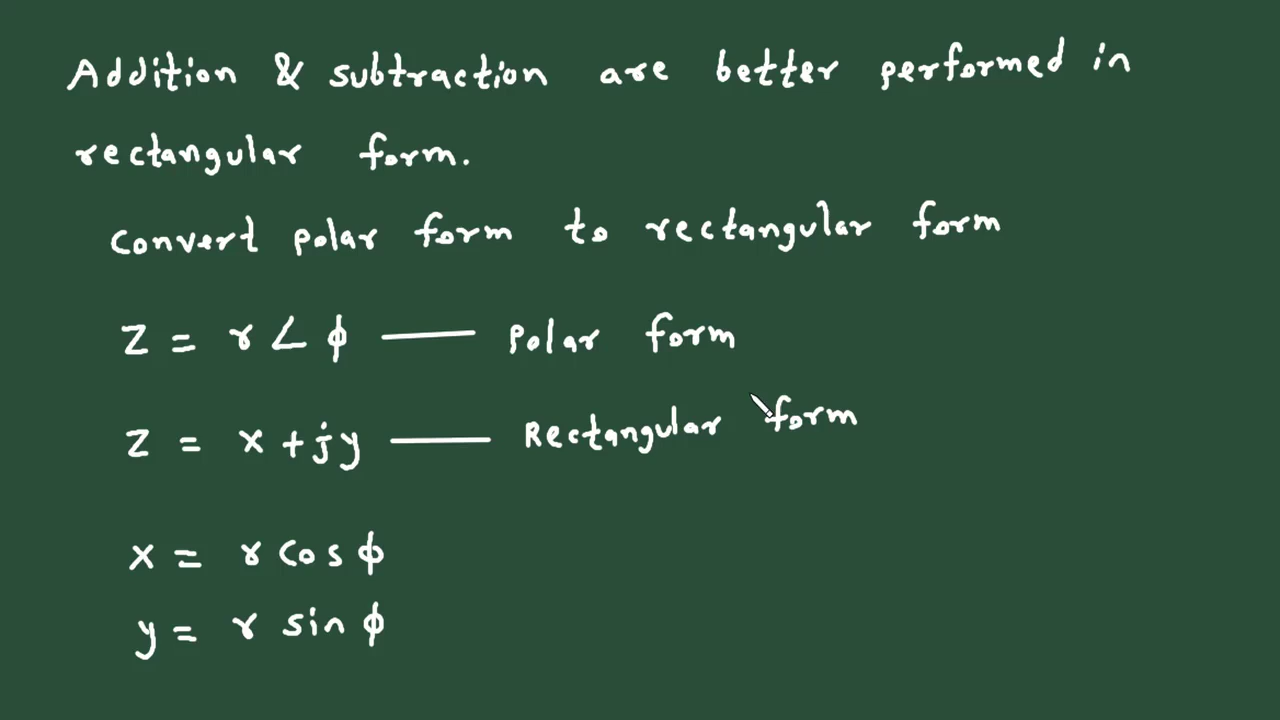 Addition & subtraction are better performed in
rectangular form.
convert polar form to rectangular form
Z = r∠ϕ — Polar form
Z = x+jy — Rectangular form
x = r cos ϕ
y = r sin ϕ